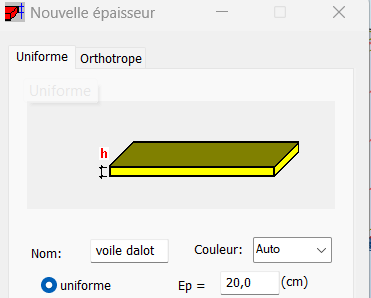 Nouvelle épaisseur
Uniforme Orthotrope
Uniforme
h
Nom: voile dalot Couleur: Auto
uniforme Ep = 20,0 (cm)